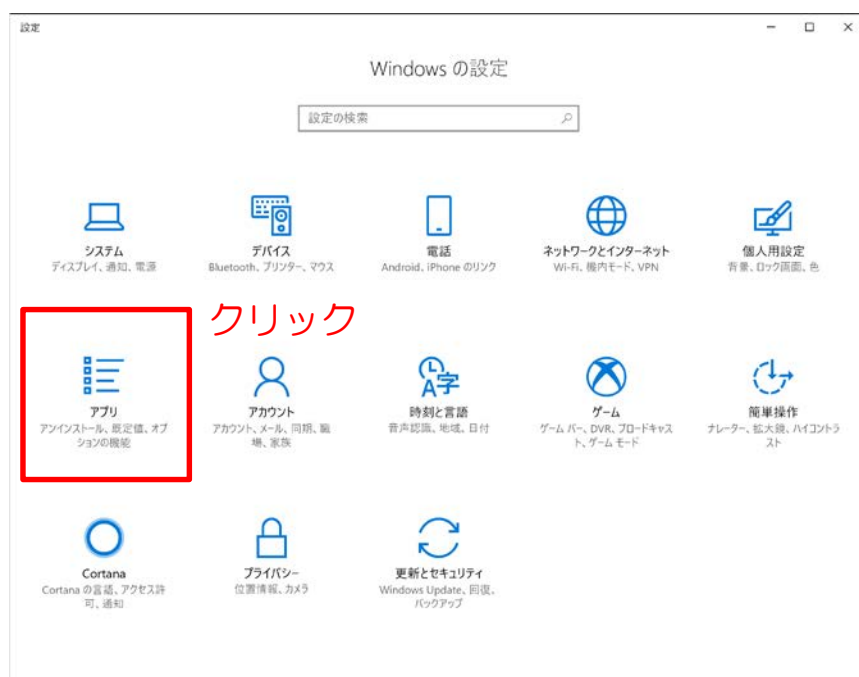 設定
Windows の設定
設定の検索
システム
ディスプレイ、通知、電源
デバイス
Bluetooth、プリンター、マウス
電話
Android、iPhone のリンク
ネットワークとインターネット
Wi-Fi、機内モード、VPN
個人用設定
背景、ロック画面、色
クリック
アプリ
アンインストール、既定値、オプ
ションの機能
アカウント
アカウント、メール、同期、職
場、家族
時刻と言語
音声認識、地域、日付
ゲーム
ゲーム バー、DVR、ブロードキャス
ト、ゲーム モード
簡単操作
ナレーター、拡大鏡、ハイコントラ
スト
Cortana
Cortana の言語、アクセス許
可、通知
プライバシー
位置情報、カメラ
更新とセキュリティ
Windows Update、回復、
バックアップ